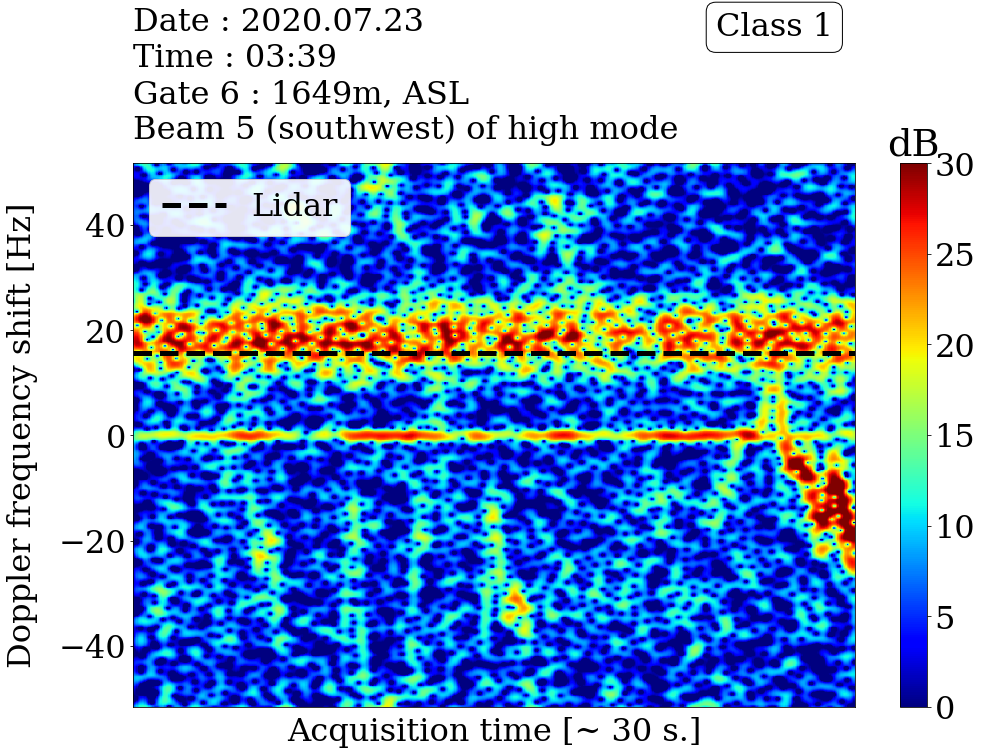 Date : 2020.07.23
Class 1
Time : 03:39
Gate 6 : 1649m, ASL
Beam 5 (southwest) of high mode
dB
30
25
20
15
10
5
0
Lidar
Doppler frequency shift [Hz]
40
20
0
−20
−40
Acquisition time [~ 30 s.]